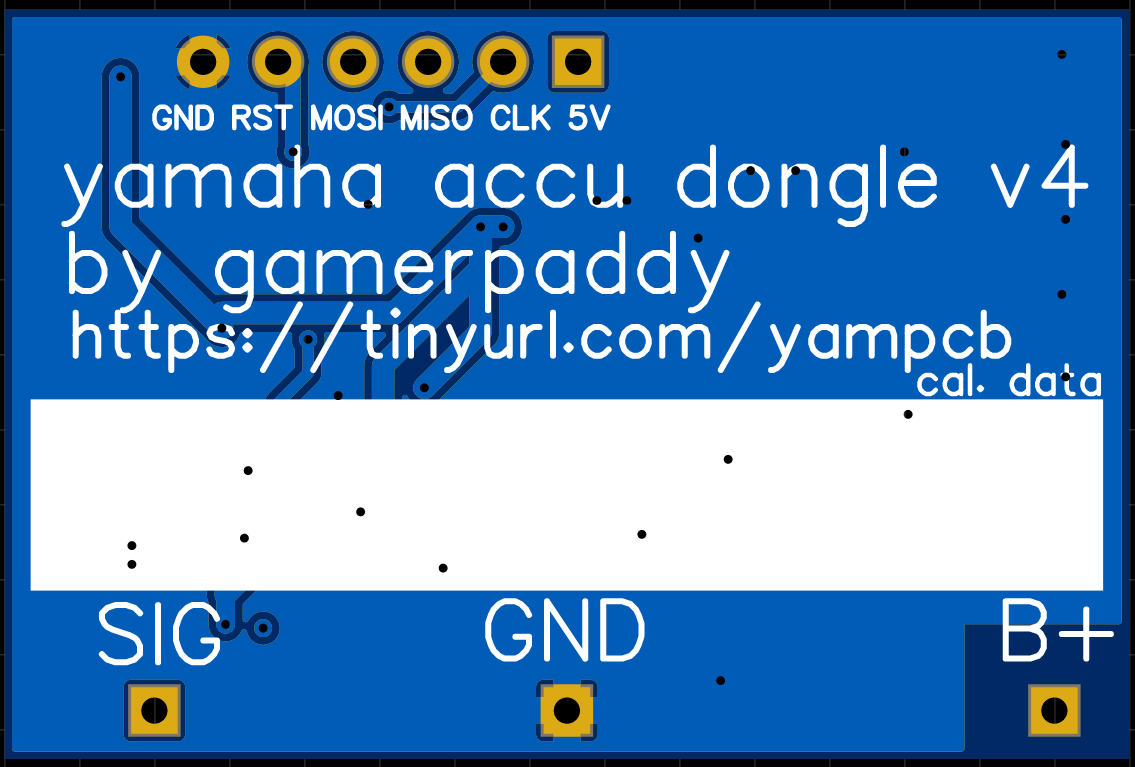 GND RST MOSI MISO CLK 5V
yamaha accu dongle v4
by gamerpaddy
https://tinyurl.com/yampcb
cal. data
SIG GND B+